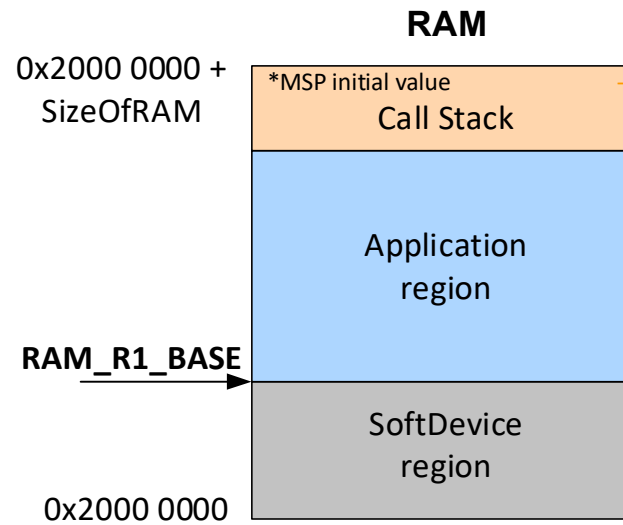 RAM
0x2000 0000 +
SizeOfRAM
*MSP initial value
Call Stack
Application
region
RAM_R1_BASE
SoftDevice
region
0x2000 0000